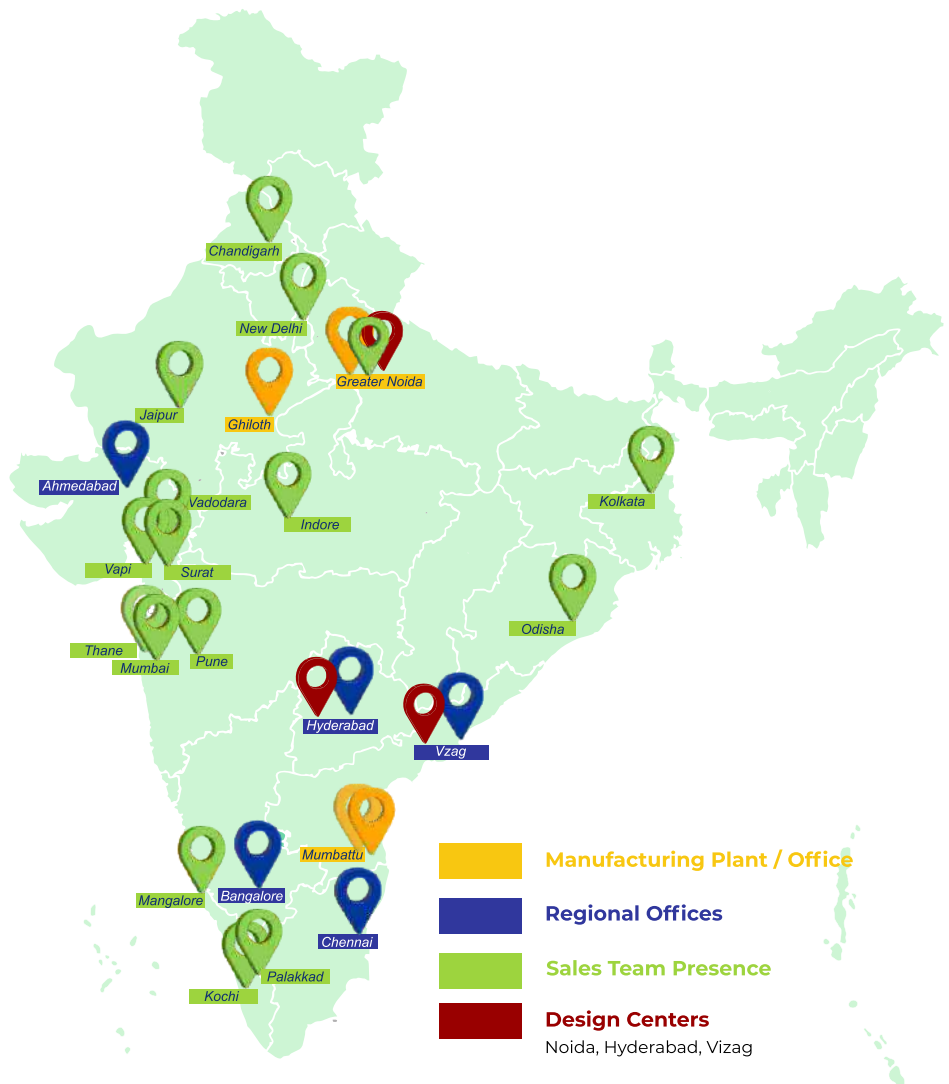 Chandigarh
New Delhi
Greater Noida
Jaipur
Ghiloth
Ahmedabad
Vadodara
Kolkata
Indore
Vapi
Surat
Odisha
Thane
Mumbai
Pune
Hyderabad
Vzag
Mumbattu
Manufacturing Plant / Office
Mangalore
Bangalore
Regional Offices
Chennai
Sales Team Presence
Palakkad
Kochi
Design Centers
Noida, Hyderabad, Vizag